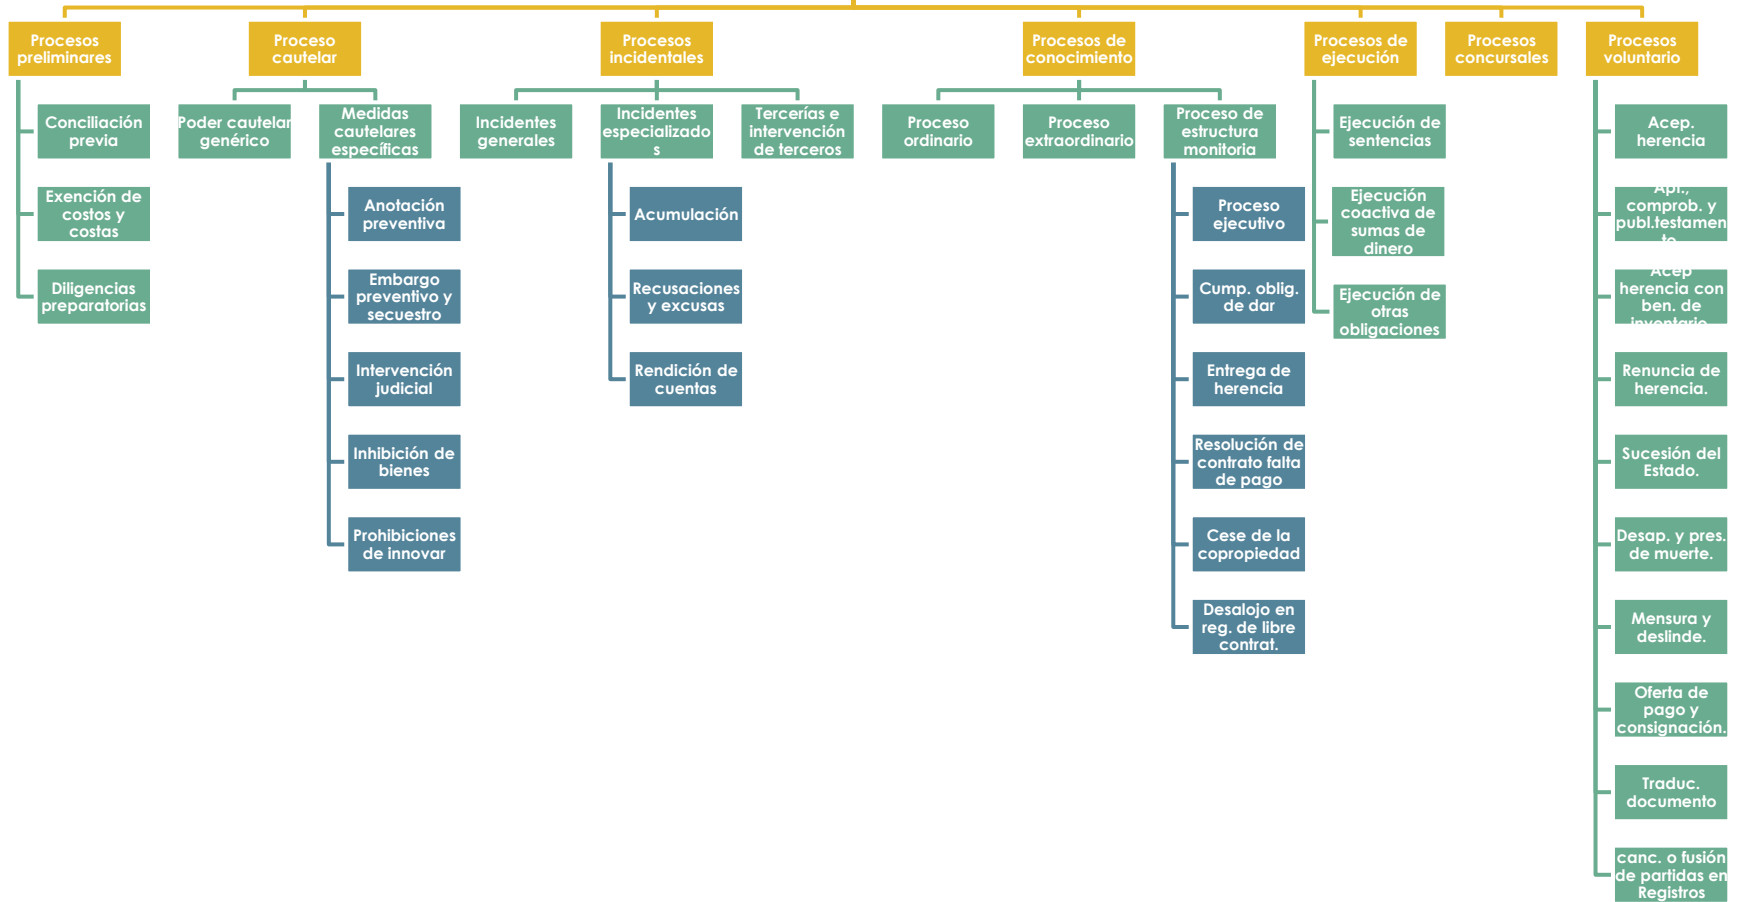 Procesos
preliminares
Conciliación
previa
Exención de
costos y
costas
Diligencias
preparatorias
Proceso
cautelar
Poder cautelar
genérico
Medidas
cautelares
específicas
Anotación
preventiva
Embargo
preventivo y
secuestro
Intervención
judicial
Inhibición de
bienes
Prohibiciones
de innovar
Procesos
incidentales
Incidentes
generales
Incidentes
especializado
s
Acumulación
Recusaciones
y excusas
Rendición de
cuentas
Tercerías e
intervención
de terceros
Procesos de
conocimiento
Proceso
ordinario
Proceso
extraordinario
Proceso de
estructura
monitoria
Proceso
ejecutivo
Cump. oblig.
de dar
Entrega de
herencia
Resolución de
contrato falta
de pago
Cese de la
copropiedad
Desalojo en
reg. de libre
contrat.
Procesos de
ejecución
Ejecución de
sentencias
Ejecución
coactiva de
sumas de
dinero
Ejecución de
otras
obligaciones
Procesos
concursales
Procesos
voluntario
Acep.
herencia
comprob. y
publ.testamen
to
Acep
herencia con
ben. de
inventario
Renuncia de
herencia.
Sucesión del
Estado.
Desap. y pres.
de muerte.
Mensura y
deslinde.
Oferta de
pago y
consignación.
Traduc.
documento
canc. o fusión
de partidas en
Registros